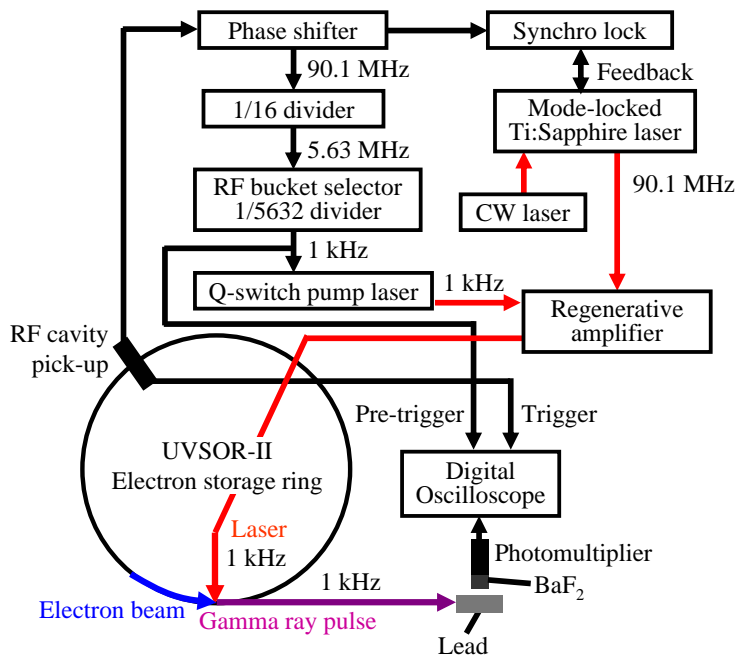 Phase shifter
Synchro lock
90.1 MHz
Feedback
1/16 divider
Mode-locked
Ti:Sapphire laser
5.63 MHz
RF bucket selector
1/5632 divider
90.1 MHz
CW laser
1 kHz
Q-switch pump laser
1 kHz
Regenerative
amplifier
RF cavity
pick-up
Pre-trigger
Trigger
UVSOR-II
Electron storage ring
Digital
Oscilloscope
Laser
1 kHz
Photomultiplier
BaF₂
1 kHz
Electron beam
Gamma ray pulse
Lead